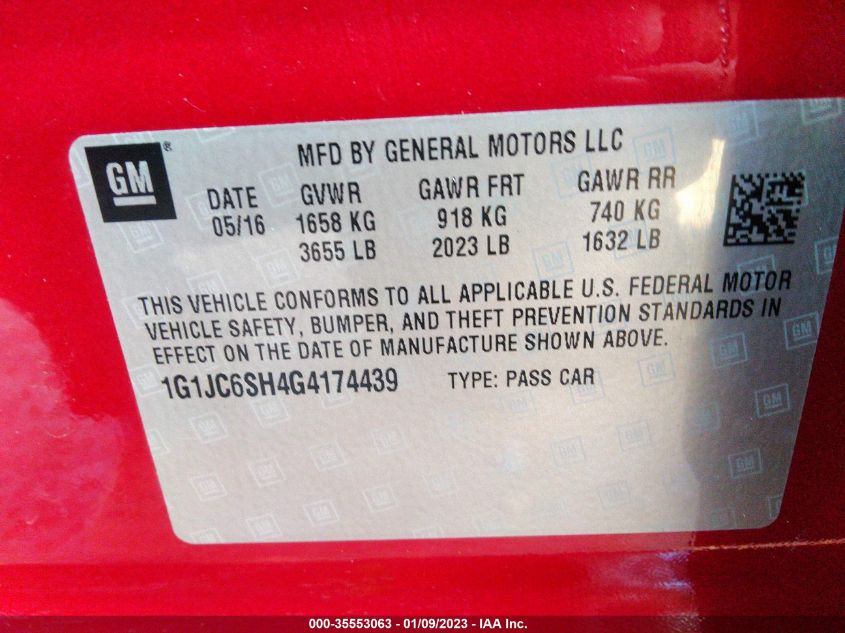 GM
®
MFD BY GENERAL MOTORS LLC
DATE GVWR GAWR FRT GAWR RR
05/16 1658 KG 918 KG 740 KG
3655 LB 2023 LB 1632 LB
THIS VEHICLE CONFORMS TO ALL APPLICABLE U.S. FEDERAL MOTOR
VEHICLE SAFETY, BUMPER, AND THEFT PREVENTION STANDARDS IN
EFFECT ON THE DATE OF MANUFACTURE SHOWN ABOVE.
1G1JC6SH4G4174439 TYPE: PASS CAR
000-35553063 - 01/09/2023 - IAA Inc.